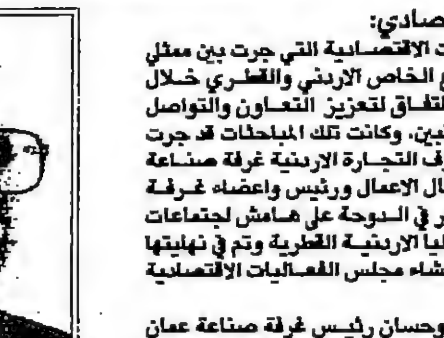 صادي:
ت الاقتصادية التي جرت بين ممثلي
ع الخاص الاردني والقطري خلال
تفاق لتعزيز التعاون والتواصل
بين، وكانت تلك المباحثات قد جرت
ف التجارة الاردنية غرفة صناعة
ال الاعمال ورئيس واعضاء غرفة
ر في الدوحة على هامش لجتماعات
ليا الاردنية القطرية وتم في نهايتها
شاء مجلس الفعاليات الاقتصادية
وحسان رئيس غرفة صناعة عمان